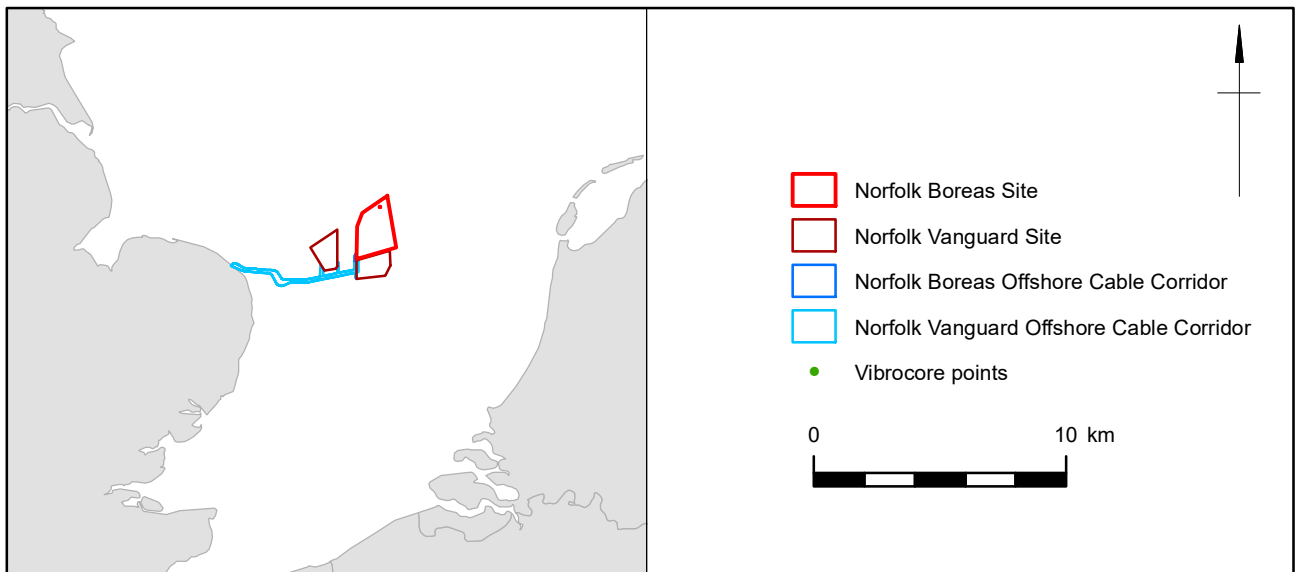 Norfolk Boreas Site
Norfolk Vanguard Site
Norfolk Boreas Offshore Cable Corridor
Norfolk Vanguard Offshore Cable Corridor
Vibrocore points
0 10 km